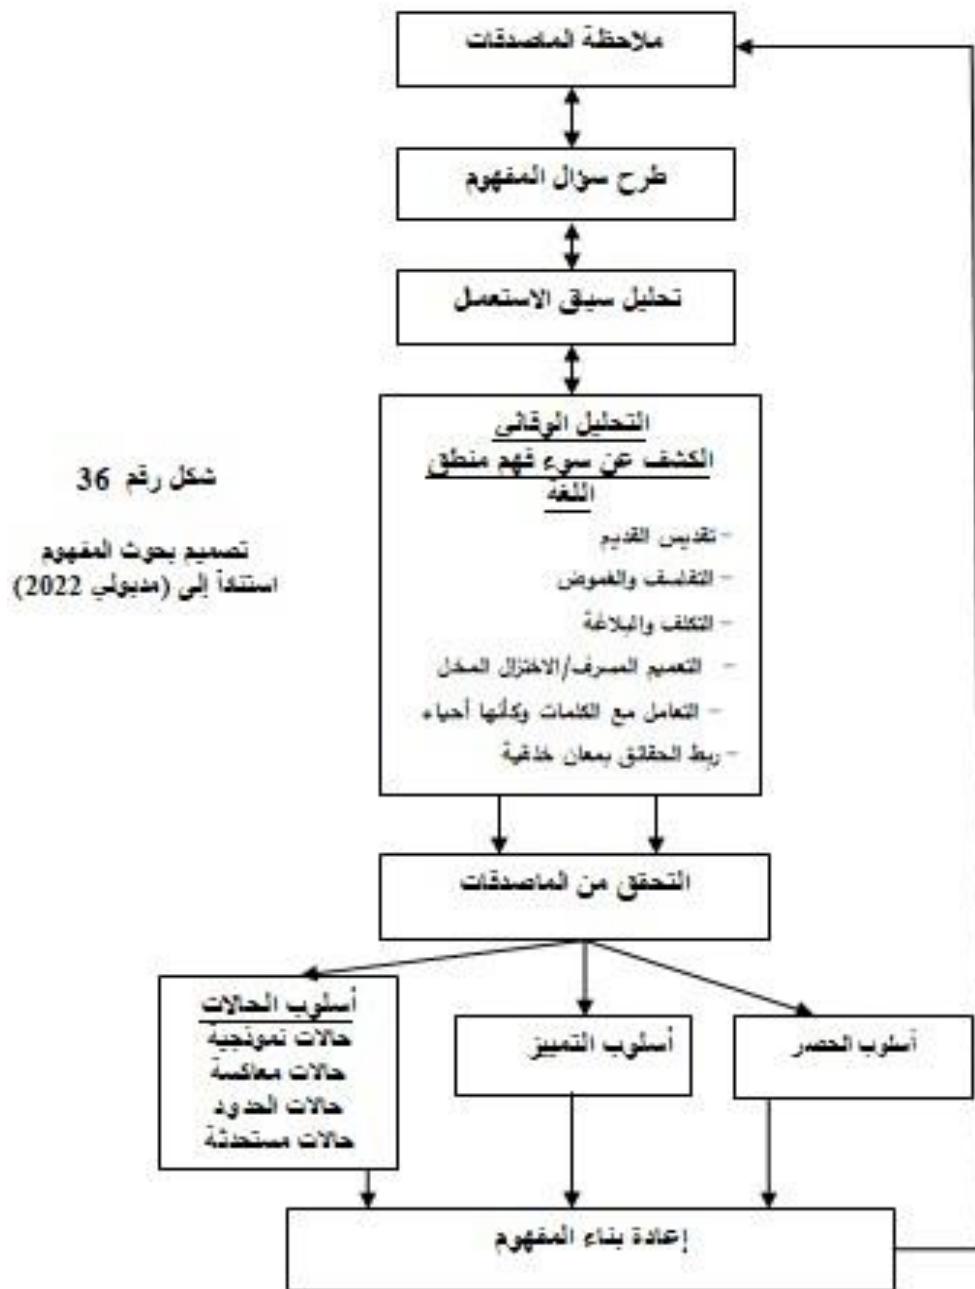 ملاحظة الماصدقات
طرح سؤال المفهوم
تحليل سياق الاستعمال
التحليل الوقائى
الكشف عن سوء فهم منطق
اللغة
- تقديس القديم
- التفلسف والغموض
- التكلف والبلاغة
- التعميم المسرف/الاختزال المخل
- التعامل مع الكلمات وكأنها أحياء
- ربط الحقائق بمعان خلقية
شكل رقم 36
تصميم بحوث المفهوم
استناداً إلى (مدبولي 2022)
التحقق من الماصدقات
أسلوب الحصر
أسلوب التمييز
أسلوب الحالات
حالات نموذجية
حالات معاكسة
حالات الحدود
حالات مستحدثة
إعادة بناء المفهوم